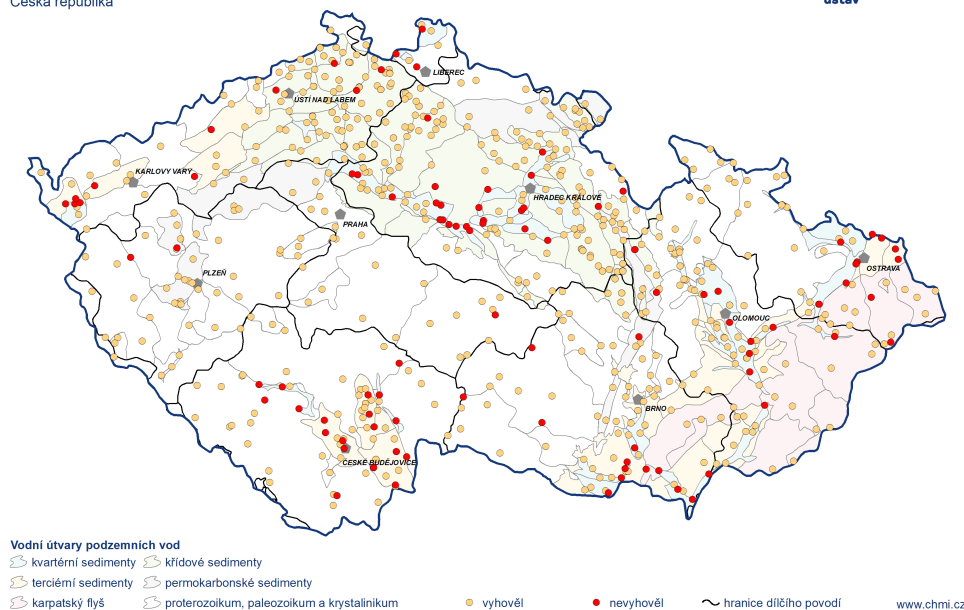 Česká republika
ústav
LIBEREC
ÚSTÍ NAD LABEM
KARLOVY VARY
HRADEC KRÁLOVÉ
PRAHA
PLZEŇ
OSTRAVA
OLOMOUC
BRNO
ČESKÉ BUDĚJOVICE
Vodní útvary podzemních vod
kvartérní sedimenty křídové sedimenty
terciérní sedimenty permokarbonské sedimenty
karpatský flyš proterozoikum, paleozoikum a krystalinikum vyhověl nevyhověl hranice dílčího povodí www.chmi.cz